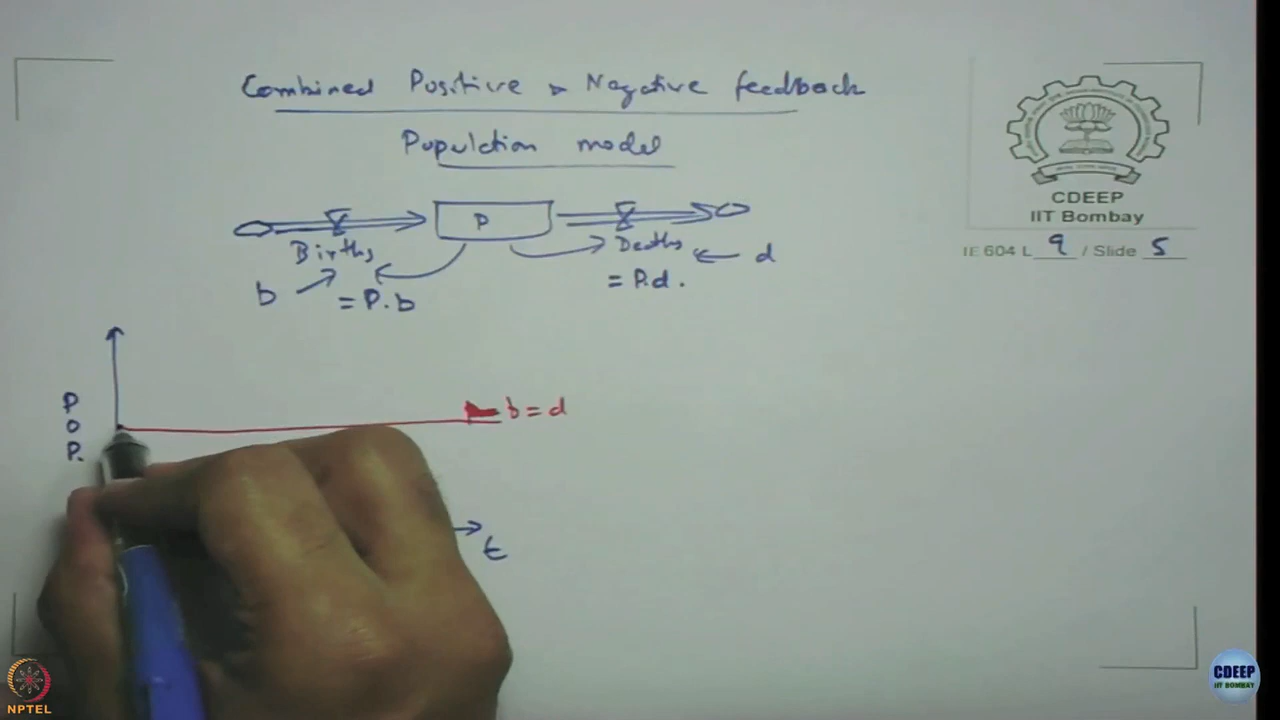 Combined Positive & Negative feedback
Population model
P
Births
Deaths
b
d
= P.b
= P.d.
CDEEP
IIT Bombay
IE 604 L 9 / Slide 5
P
O
P.
b = d
t
NPTEL
CDEEP
IIT BOMBAY